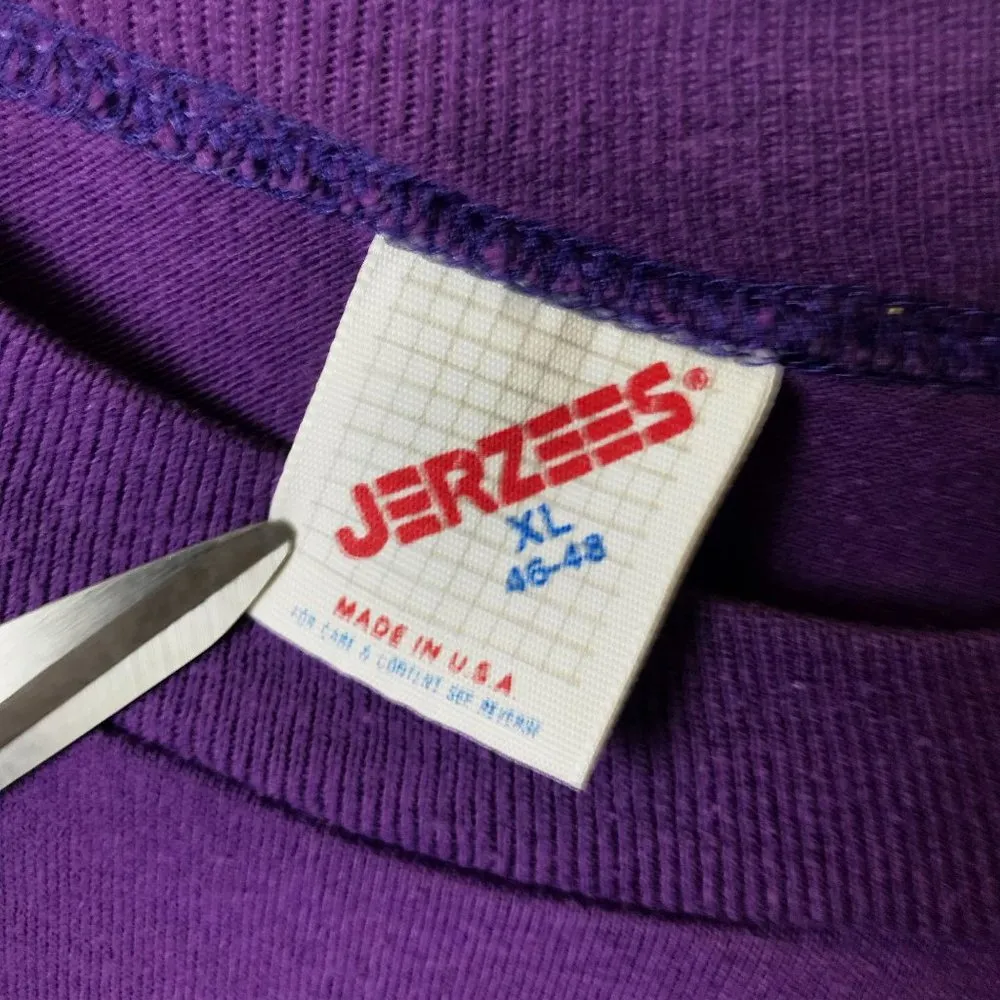 JERZEES®
XL
46-48
MADE IN U.S.A.
FOR CARE & CONTENT SEE REVERSE